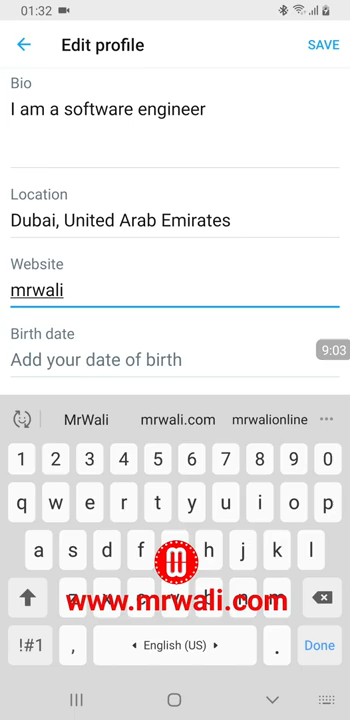 01:32
Edit profile
SAVE
Bio
I am a software engineer
Location
Dubai, United Arab Emirates
Website
mrwali
Birth date
Add your date of birth
9:03
MrWali mrwali.com mrwalionline
1 2 3 4 5 6 7 8 9 0
q w e r t y u i o p
a s d f h j k l
www.mrwali.com
!#1 , English (US) . Done